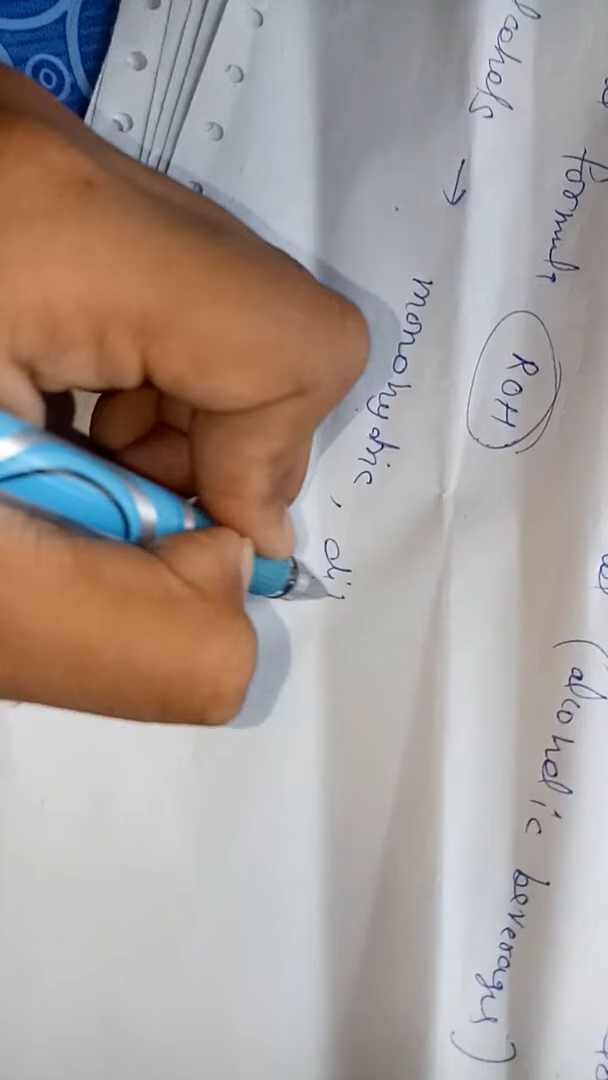 formula ROH (alcoholic beverages)
→ monohydric, di